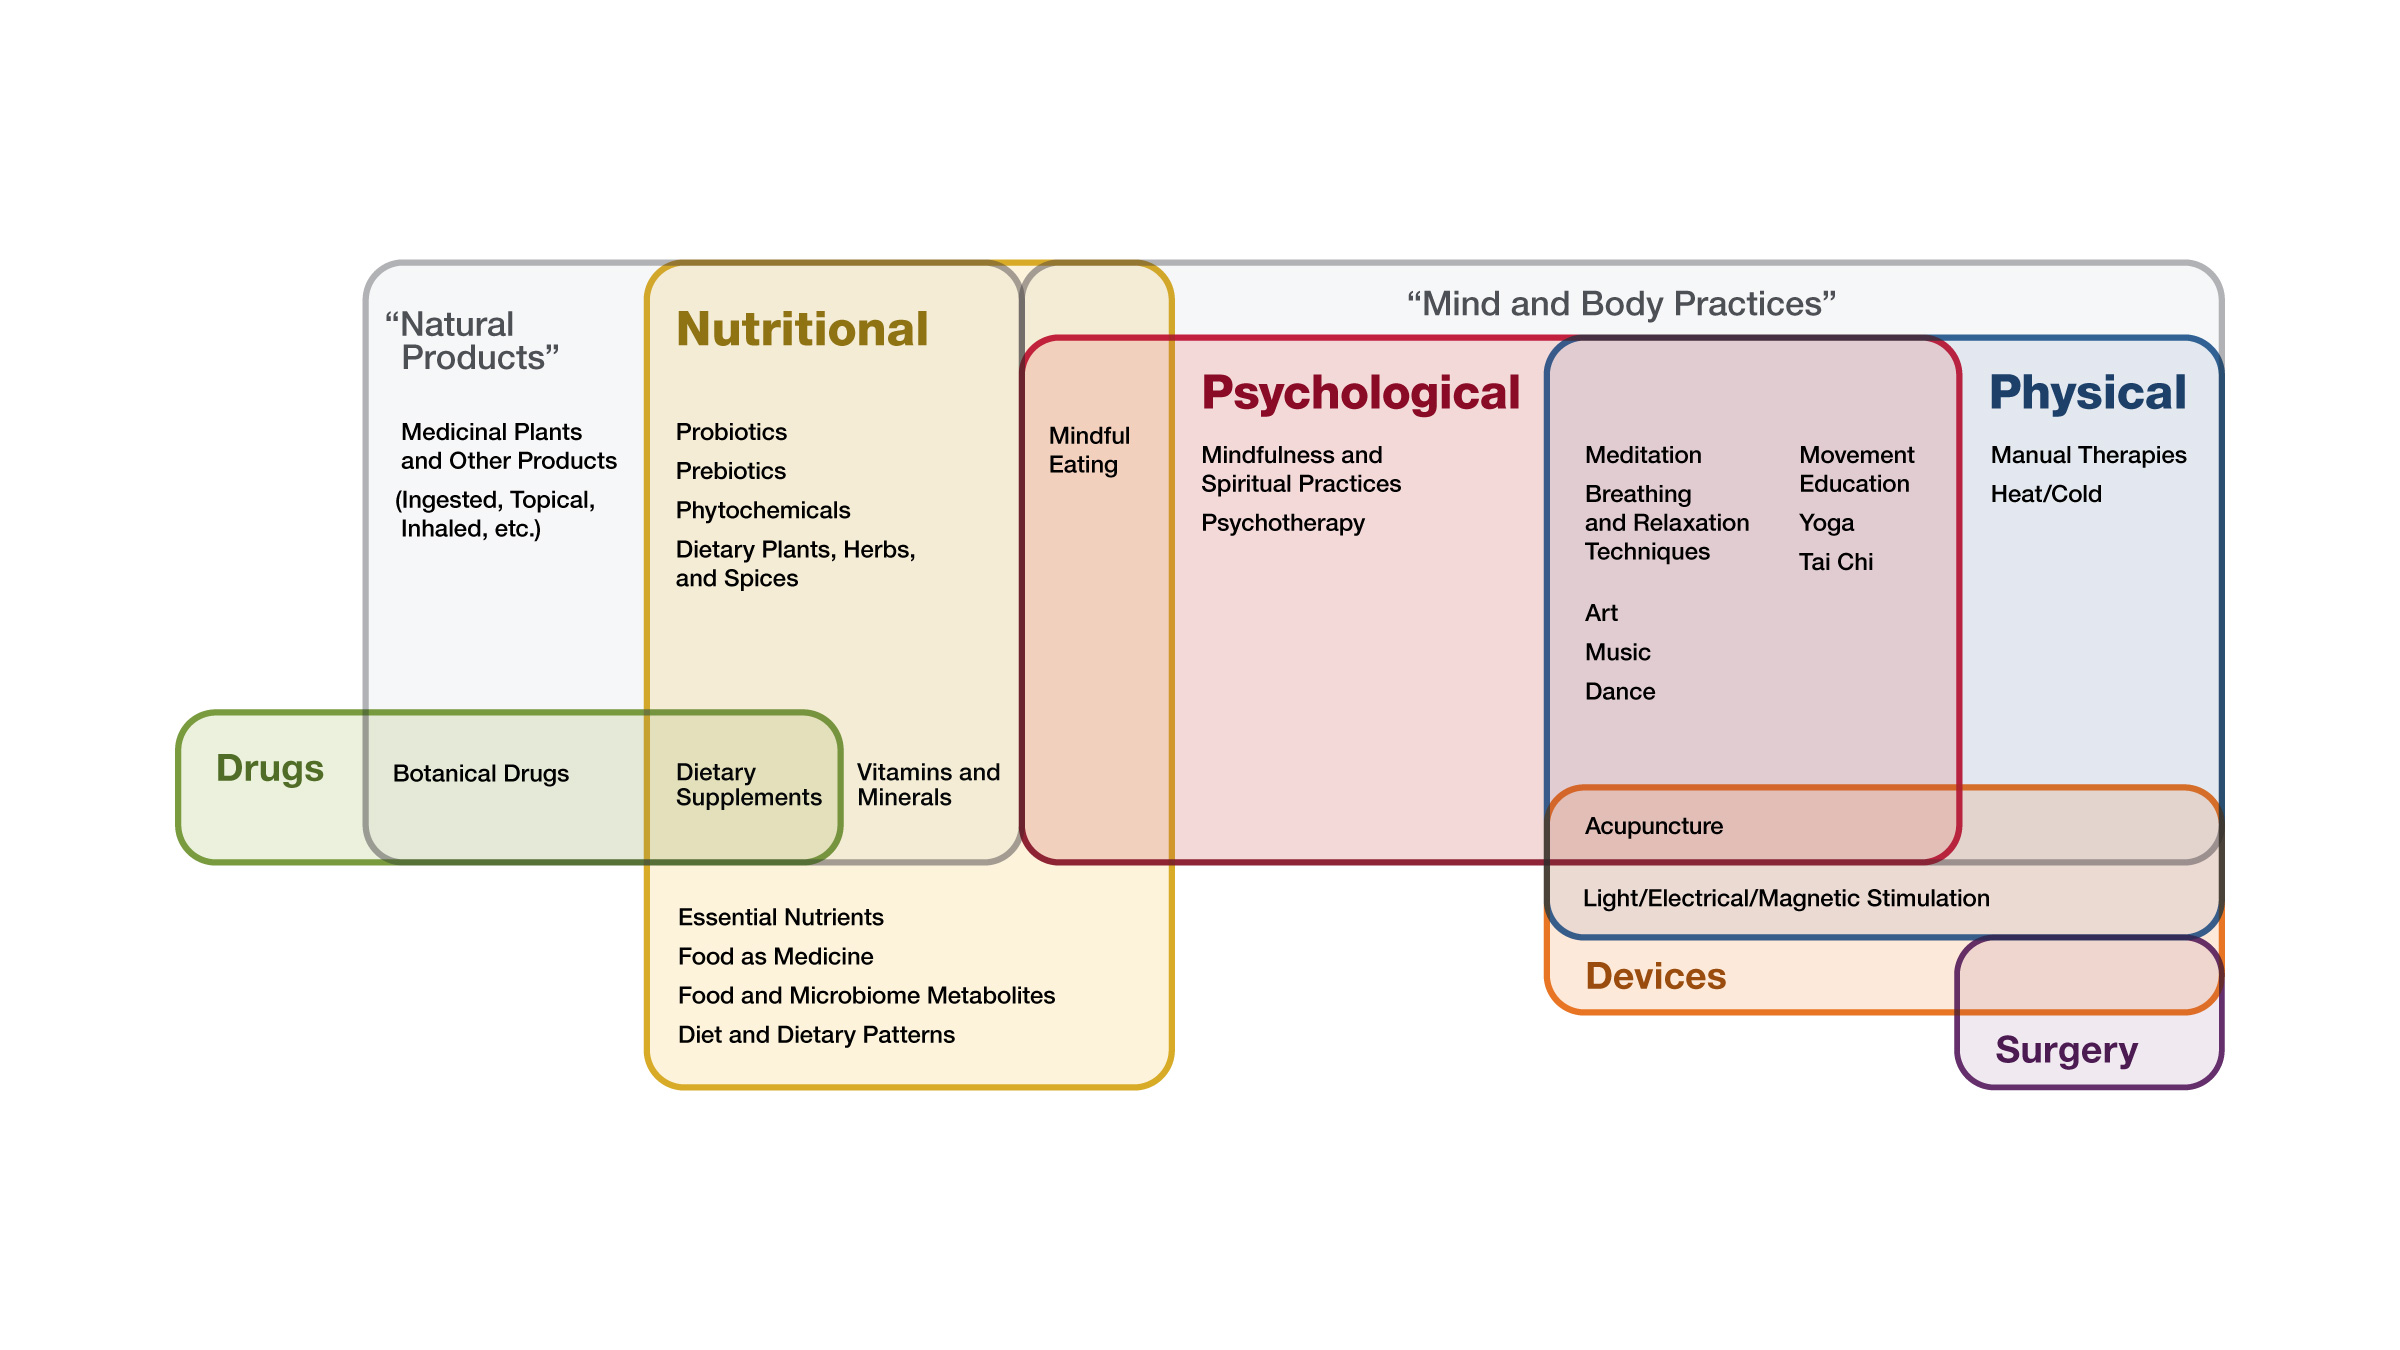 “Natural
Products”
Medicinal Plants
and Other Products
(Ingested, Topical,
Inhaled, etc.)
Nutritional
Probiotics
Prebiotics
Phytochemicals
Dietary Plants, Herbs,
and Spices
Mindful
Eating
“Mind and Body Practices”
Psychological
Mindfulness and
Spiritual Practices
Psychotherapy
Meditation
Breathing
and Relaxation
Techniques
Art
Music
Dance
Movement
Education
Yoga
Tai Chi
Physical
Manual Therapies
Heat/Cold
Drugs
Botanical Drugs
Dietary
Supplements
Vitamins and
Minerals
Acupuncture
Light/Electrical/Magnetic Stimulation
Essential Nutrients
Food as Medicine
Food and Microbiome Metabolites
Diet and Dietary Patterns
Devices
Surgery